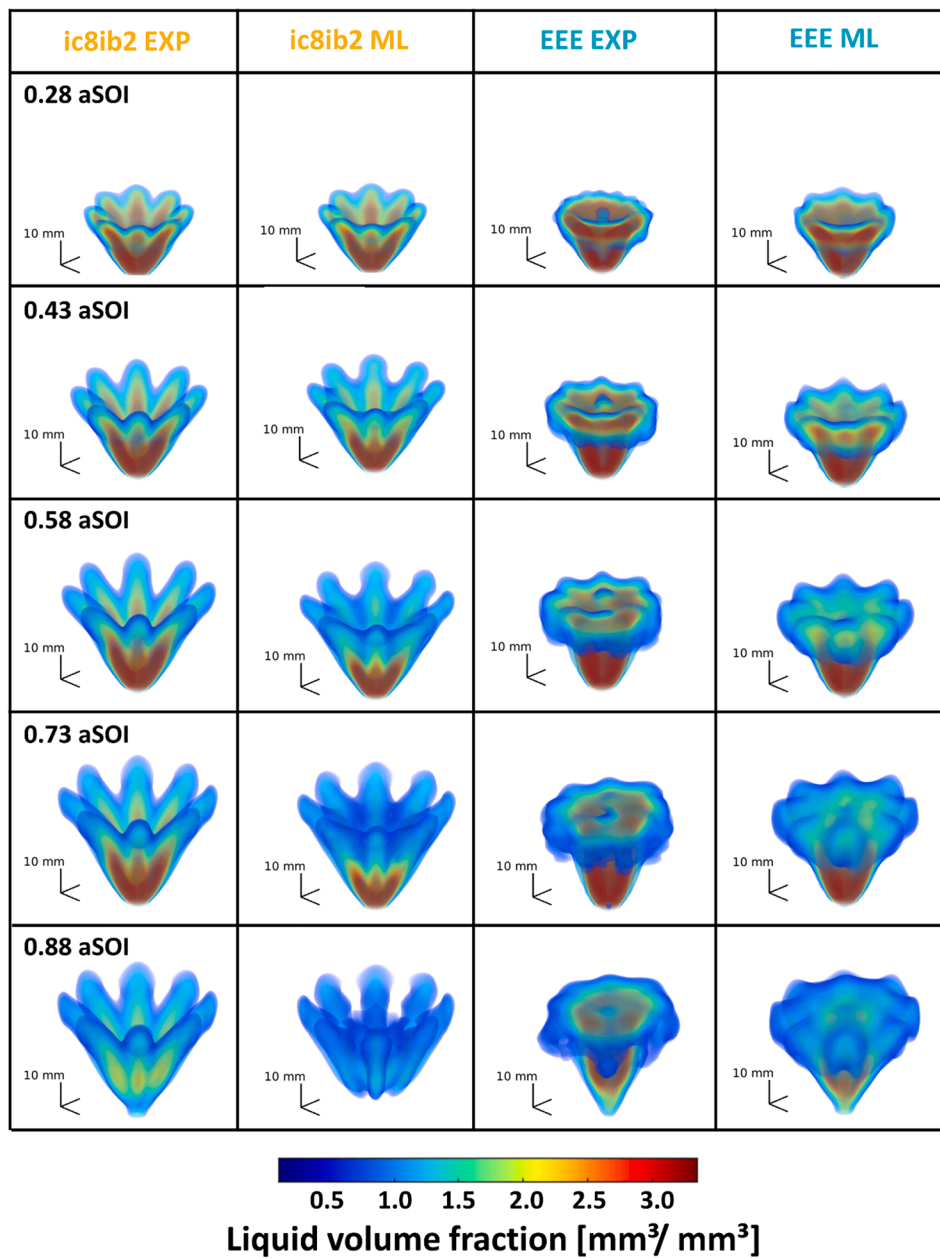 ic8ib2 EXP ic8ib2 ML EEE EXP EEE ML
0.28 aSOI
10 mm 10 mm 10 mm 10 mm
0.43 aSOI
10 mm 10 mm 10 mm 10 mm
0.58 aSOI
10 mm 10 mm 10 mm 10 mm
0.73 aSOI
10 mm 10 mm 10 mm 10 mm
0.88 aSOI
10 mm 10 mm 10 mm 10 mm
0.5 1.0 1.5 2.0 2.5 3.0
Liquid volume fraction [mm³/ mm³]